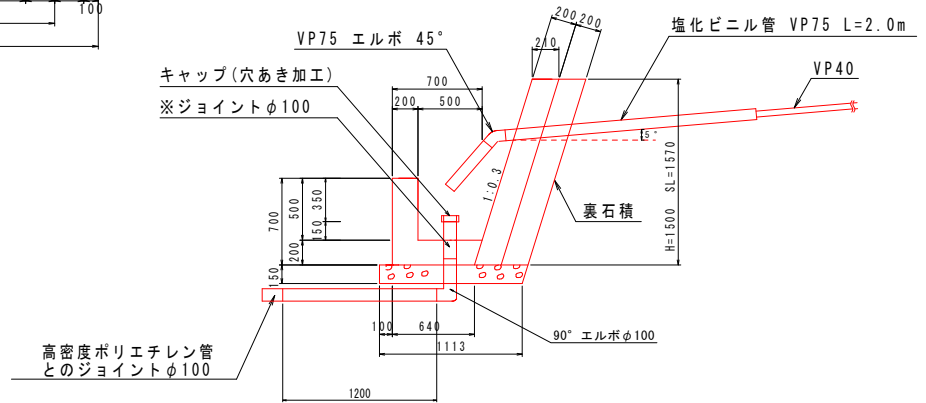 100
200
200
210
塩化ビニル管 VP75 L=2.0m
VP75 エルボ 45°
VP40
キャップ(穴あき加工)
700
※ジョイントφ100
200
500
5°
1:0.3
H=1500 SL=1570
裏石積
700
500
350
150
200
150
100
640
90° エルボφ100
1113
高密度ポリエチレン管
とのジョイントφ100
1200